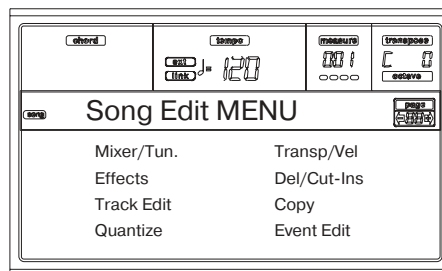 chord tempo measure transpose
ext
link ♩= 120 001 C 0
octave
song Song Edit MENU page
Mixer/Tun. Transp/Vel
Effects Del/Cut-Ins
Track Edit Copy
Quantize Event Edit